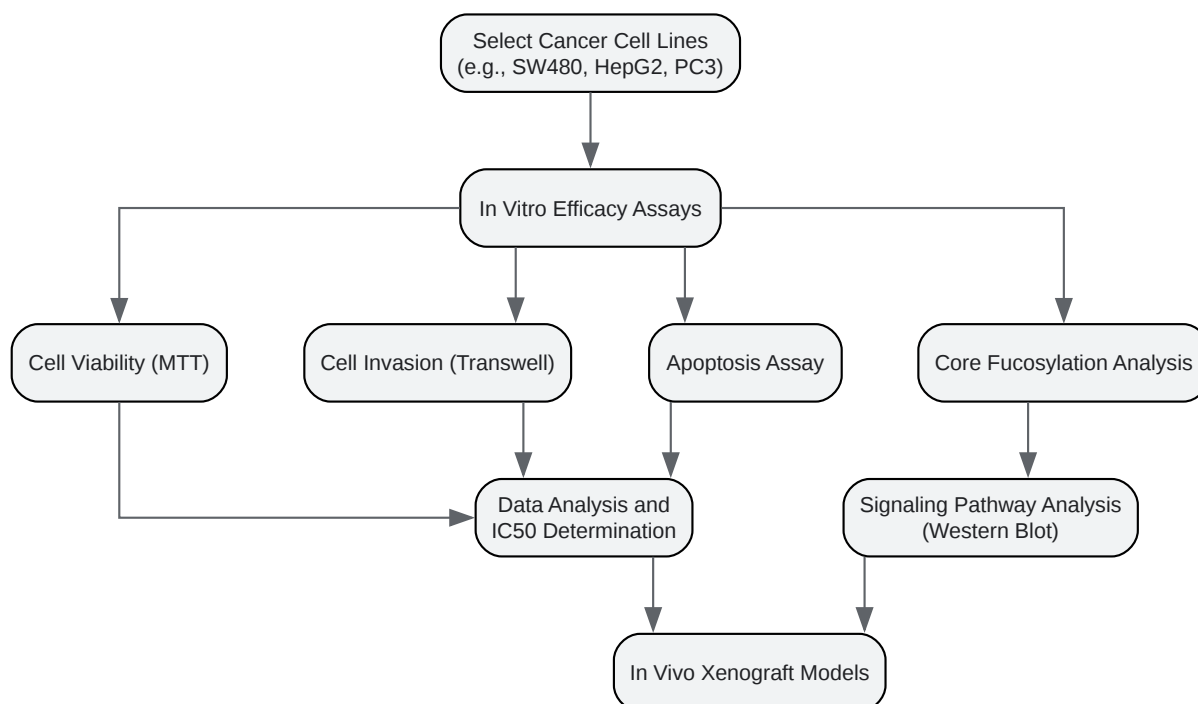 Select Cancer Cell Lines
(e.g., SW480, HepG2, PC3)
In Vitro Efficacy Assays
Cell Viability (MTT)
Cell Invasion (Transwell)
Apoptosis Assay
Core Fucosylation Analysis
Data Analysis and
IC50 Determination
Signaling Pathway Analysis
(Western Blot)
In Vivo Xenograft Models